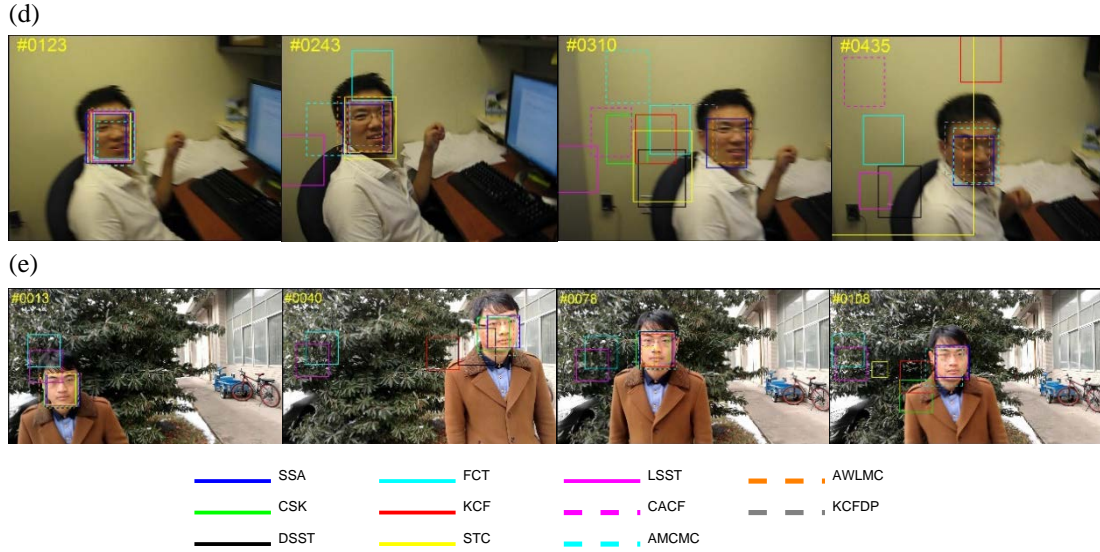 (d)
#0123 #0243 #0310 #0435
(e)
#0013 #0040 #0078 #0108
SSA FCT LSST AWLMC
CSK KCF CACF KCFDP
DSST STC AMCMC